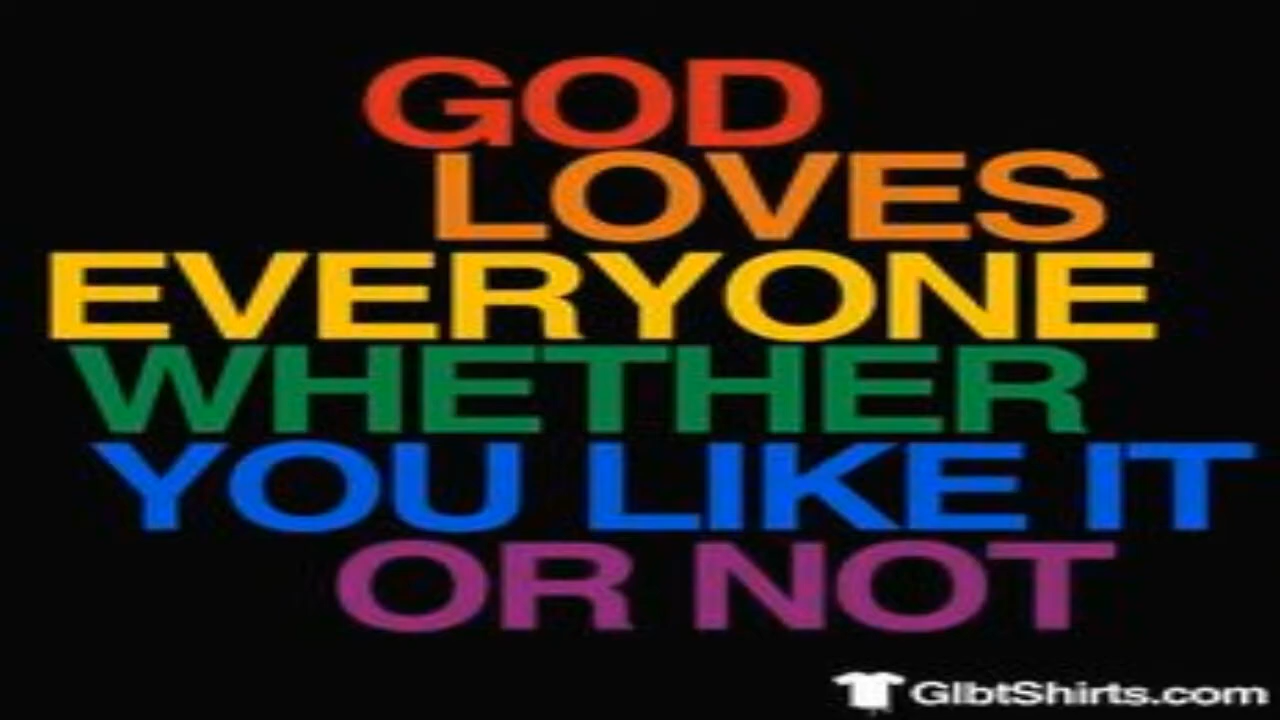 GOD
LOVES
EVERYONE
WHETHER
YOU LIKE IT
OR NOT
GlbtShirts.com